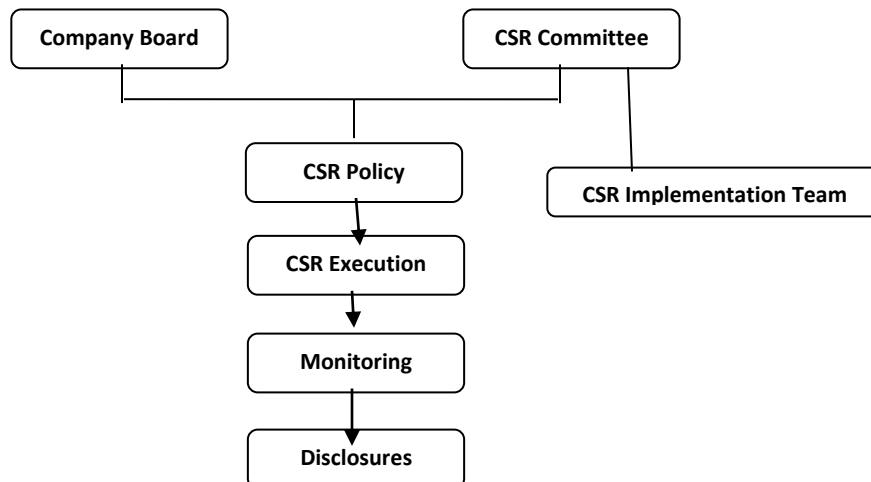 Company Board
CSR Committee
CSR Policy
CSR Implementation Team
CSR Execution
Monitoring
Disclosures